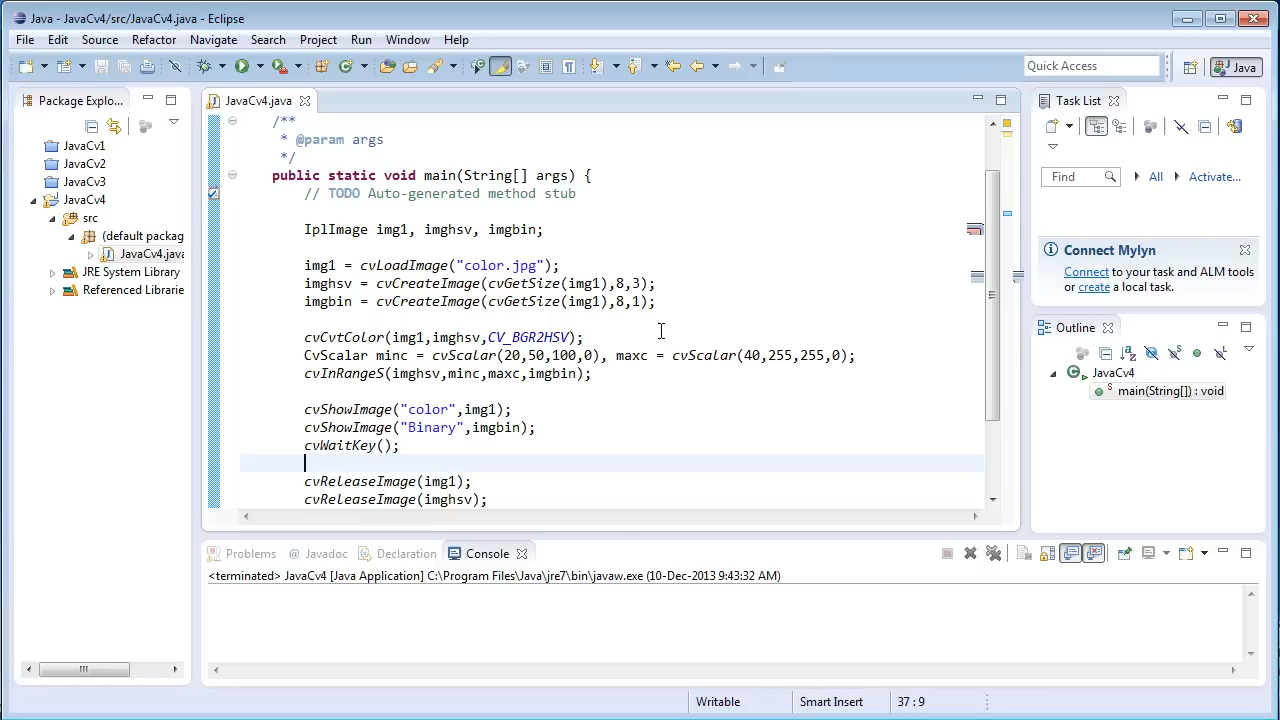 Java - JavaCv4/src/JavaCv4.java - Eclipse
File Edit Source Refactor Navigate Search Project Run Window Help
Quick Access
Java
Package Explo...
JavaCv1
JavaCv2
JavaCv3
JavaCv4
src
(default packag
JavaCv4.java
JRE System Library
Referenced Librarie
JavaCv4.java
/**
* @param args
*/
public static void main(String[] args) {
// TODO Auto-generated method stub
IplImage img1, imghsv, imgbin;
img1 = cvLoadImage("color.jpg");
imghsv = cvCreateImage(cvGetSize(img1),8,3);
imgbin = cvCreateImage(cvGetSize(img1),8,1);
cvCvtColor(img1,imghsv,CV_BGR2HSV);
CvScalar minc = cvScalar(20,50,100,0), maxc = cvScalar(40,255,255,0);
cvInRangeS(imghsv,minc,maxc,imgbin);
cvShowImage("color",img1);
cvShowImage("Binary",imgbin);
cvWaitKey();
cvReleaseImage(img1);
cvReleaseImage(imghsv);
Task List
Find
All
Activate...
Connect Mylyn
Connect to your task and ALM tools
or create a local task.
Outline
JavaCv4
main(String[]) : void
Problems
@ Javadoc
Declaration
Console
<terminated> JavaCv4 [Java Application] C:\Program Files\Java\jre7\bin\javaw.exe (10-Dec-2013 9:43:32 AM)
Writable
Smart Insert
37 : 9